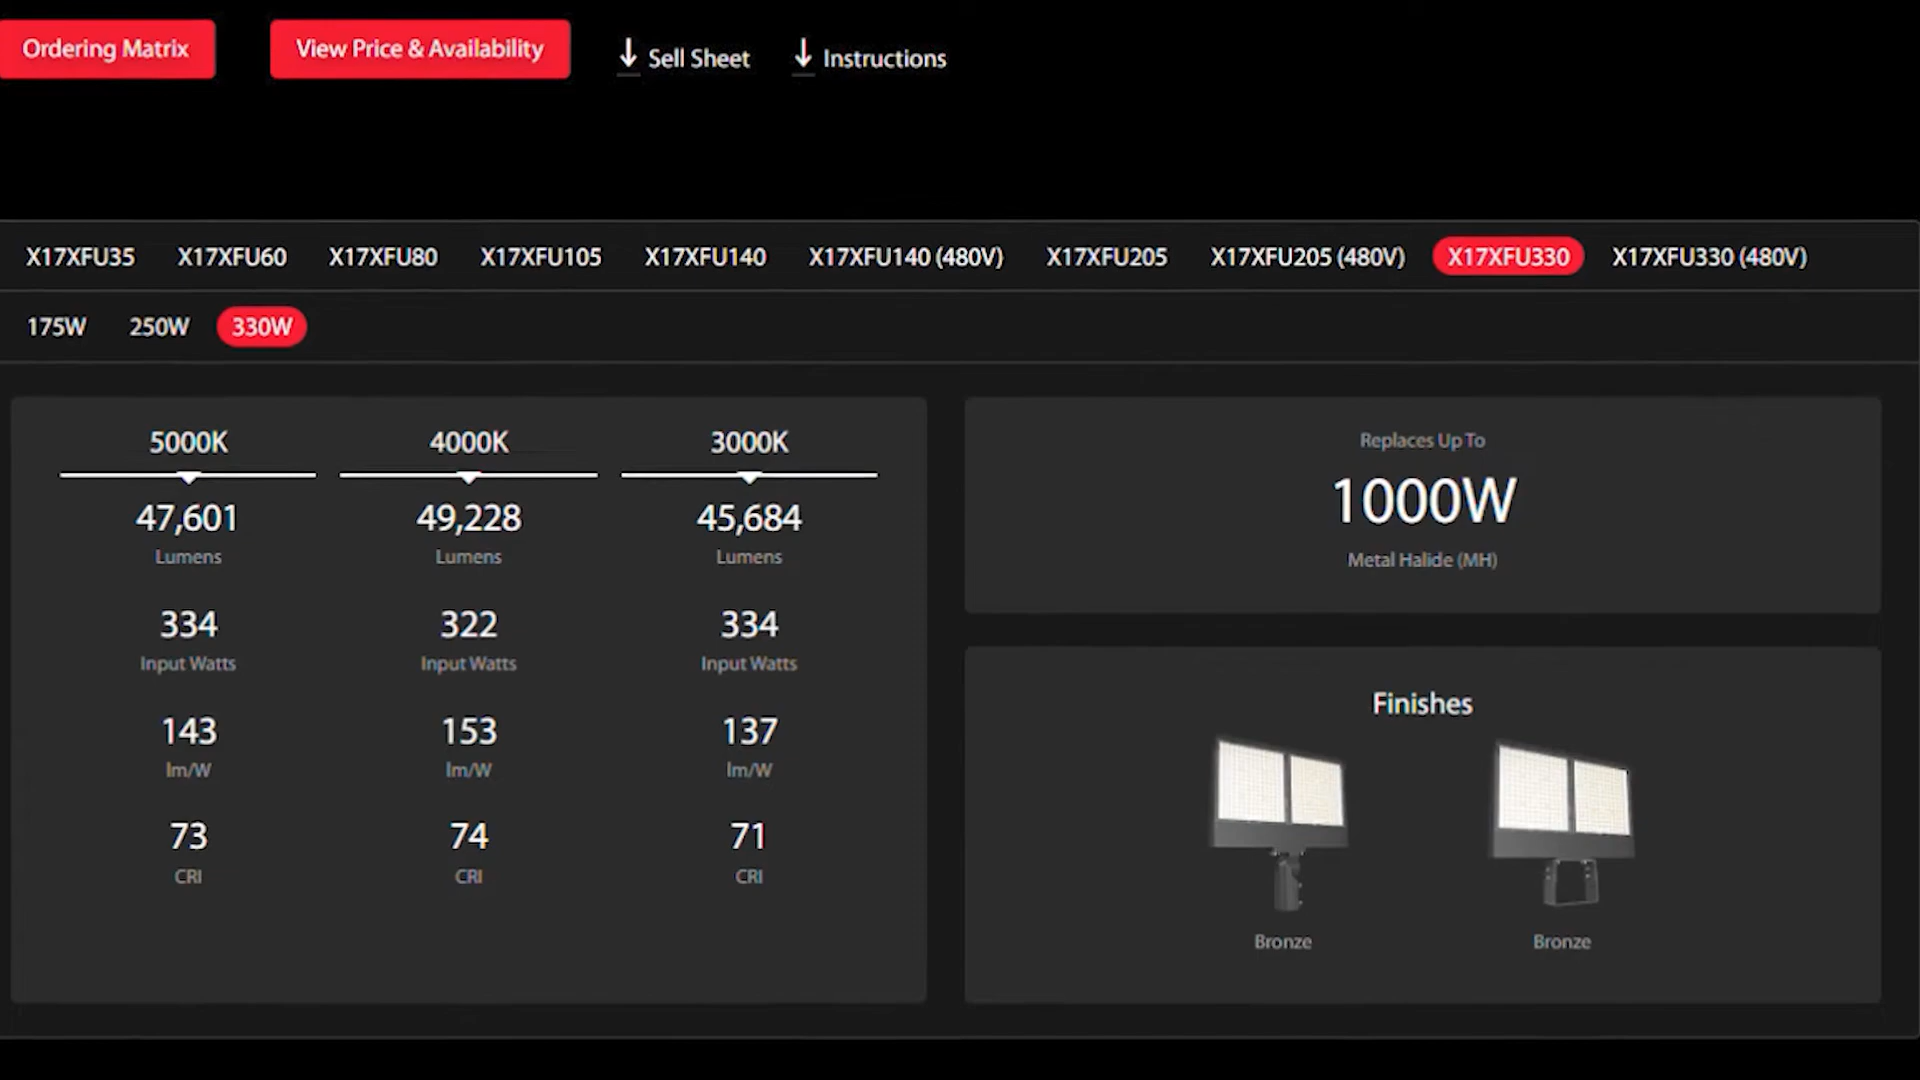 Ordering Matrix
View Price & Availability
Sell Sheet
Instructions
X17XFU35 X17XFU60 X17XFU80 X17XFU105 X17XFU140 X17XFU140 (480V) X17XFU205 X17XFU205 (480V) X17XFU330 X17XFU330 (480V)
175W 250W 330W
5000K 4000K 3000K
47,601 49,228 45,684
Lumens Lumens Lumens
334 322 334
Input Watts Input Watts Input Watts
143 153 137
lm/W lm/W lm/W
73 74 71
CRI CRI CRI
Replaces Up To
1000W
Metal Halide (MH)
Finishes
Bronze Bronze